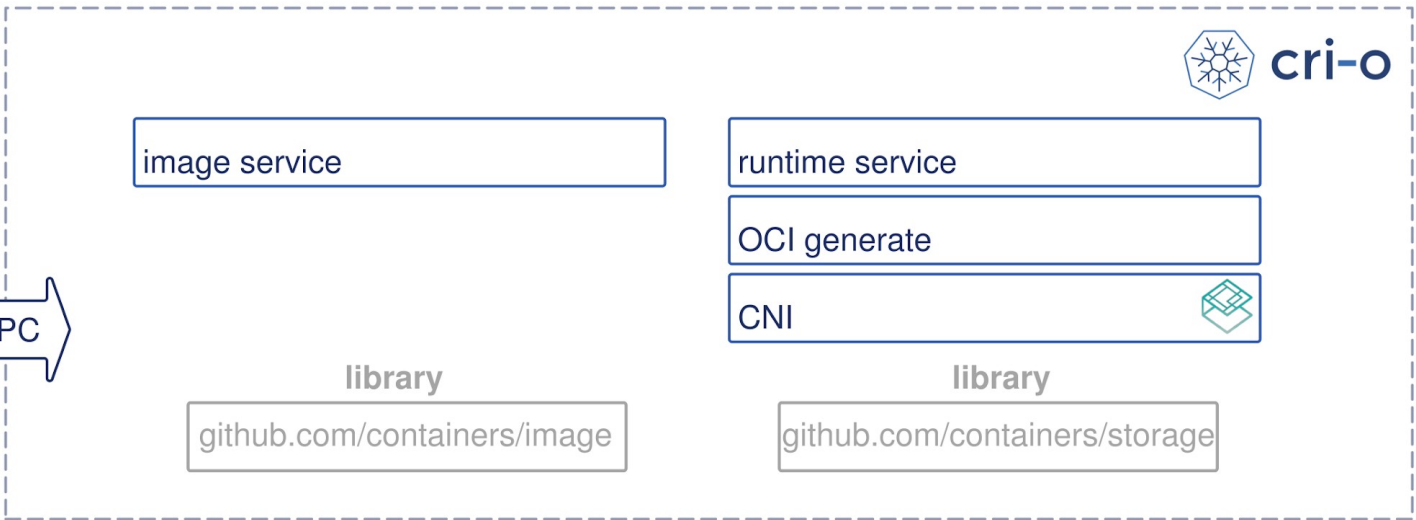 cri-o
image service
runtime service
OCI generate
CNI
PC
library
library
github.com/containers/image
github.com/containers/storage